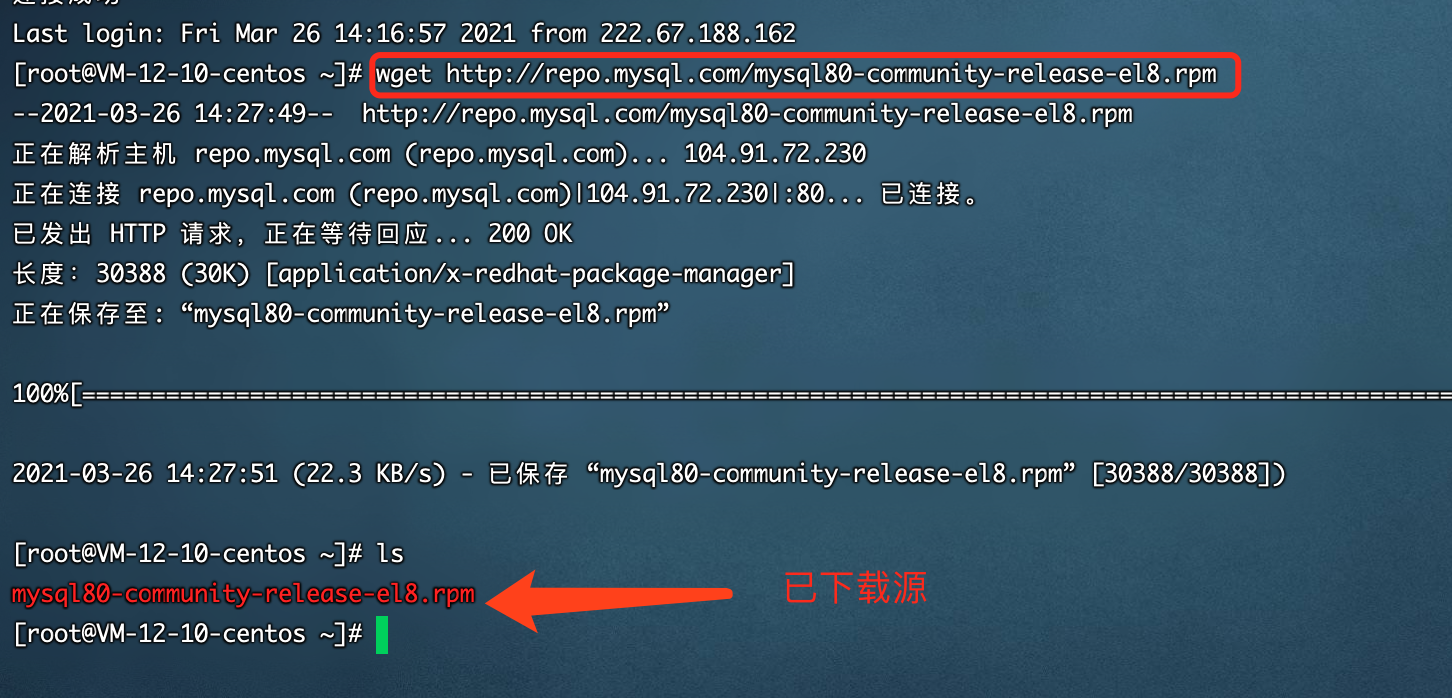 连接成功
Last login: Fri Mar 26 14:16:57 2021 from 222.67.188.162
[root@VM-12-10-centos ~]# wget http://repo.mysql.com/mysql80-community-release-el8.rpm
--2021-03-26 14:27:49--  http://repo.mysql.com/mysql80-community-release-el8.rpm
正在解析主机 repo.mysql.com (repo.mysql.com)... 104.91.72.230
正在连接 repo.mysql.com (repo.mysql.com)|104.91.72.230|:80... 已连接。
已发出 HTTP 请求，正在等待回应... 200 OK
长度：30388 (30K) [application/x-redhat-package-manager]
正在保存至: “mysql80-community-release-el8.rpm”
100%[==================================================================================================
2021-03-26 14:27:51 (22.3 KB/s) - 已保存 “mysql80-community-release-el8.rpm” [30388/30388])
[root@VM-12-10-centos ~]# ls
mysql80-community-release-el8.rpm
已下载源
[root@VM-12-10-centos ~]#